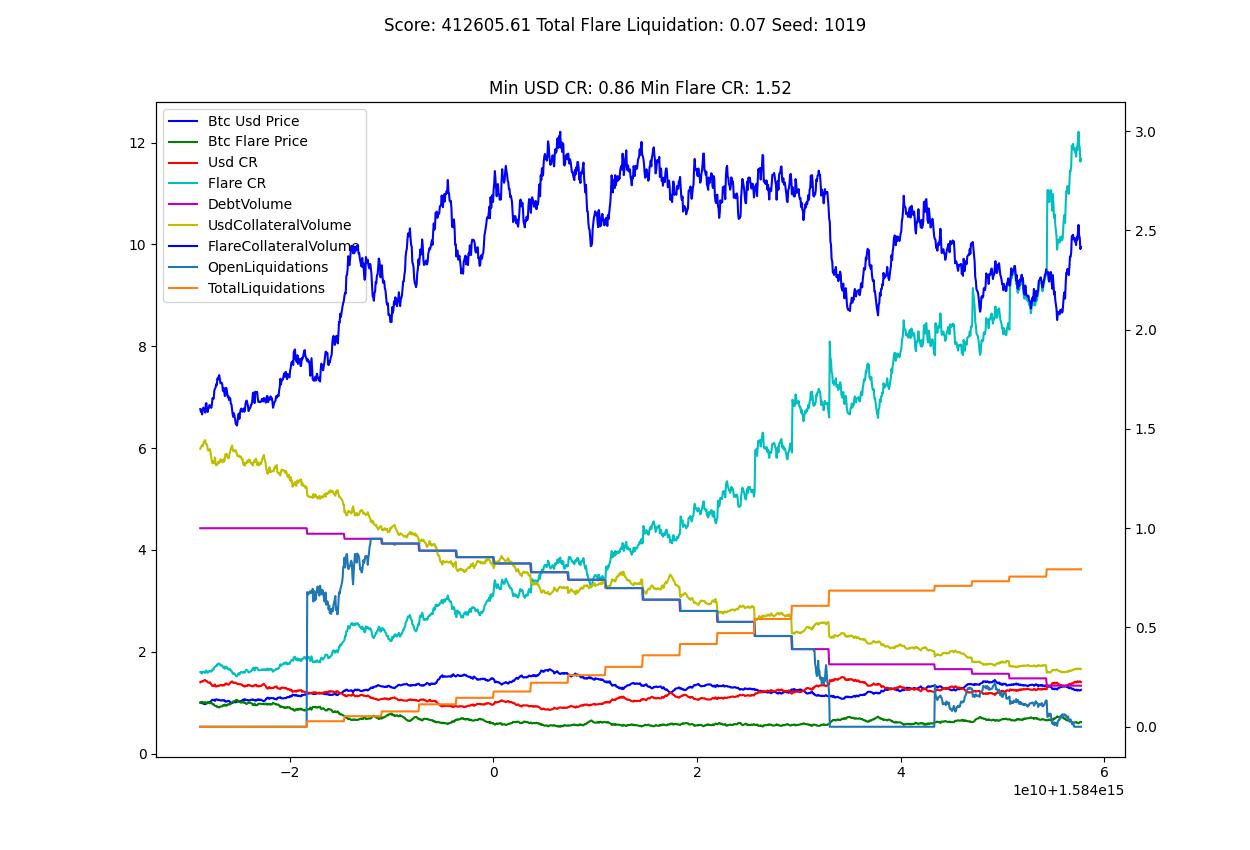 Score: 412605.61 Total Flare Liquidation: 0.07 Seed: 1019
Min USD CR: 0.86 Min Flare CR: 1.52
Btc Usd Price
Btc Flare Price
Usd CR
Flare CR
DebtVolume
UsdCollateralVolume
FlareCollateralVolume
OpenLiquidations
TotalLiquidations
12
10
8
6
4
2
0
3.0
2.5
2.0
1.5
1.0
0.5
0.0
−2
0
2
4
6
1e10+1.584e15